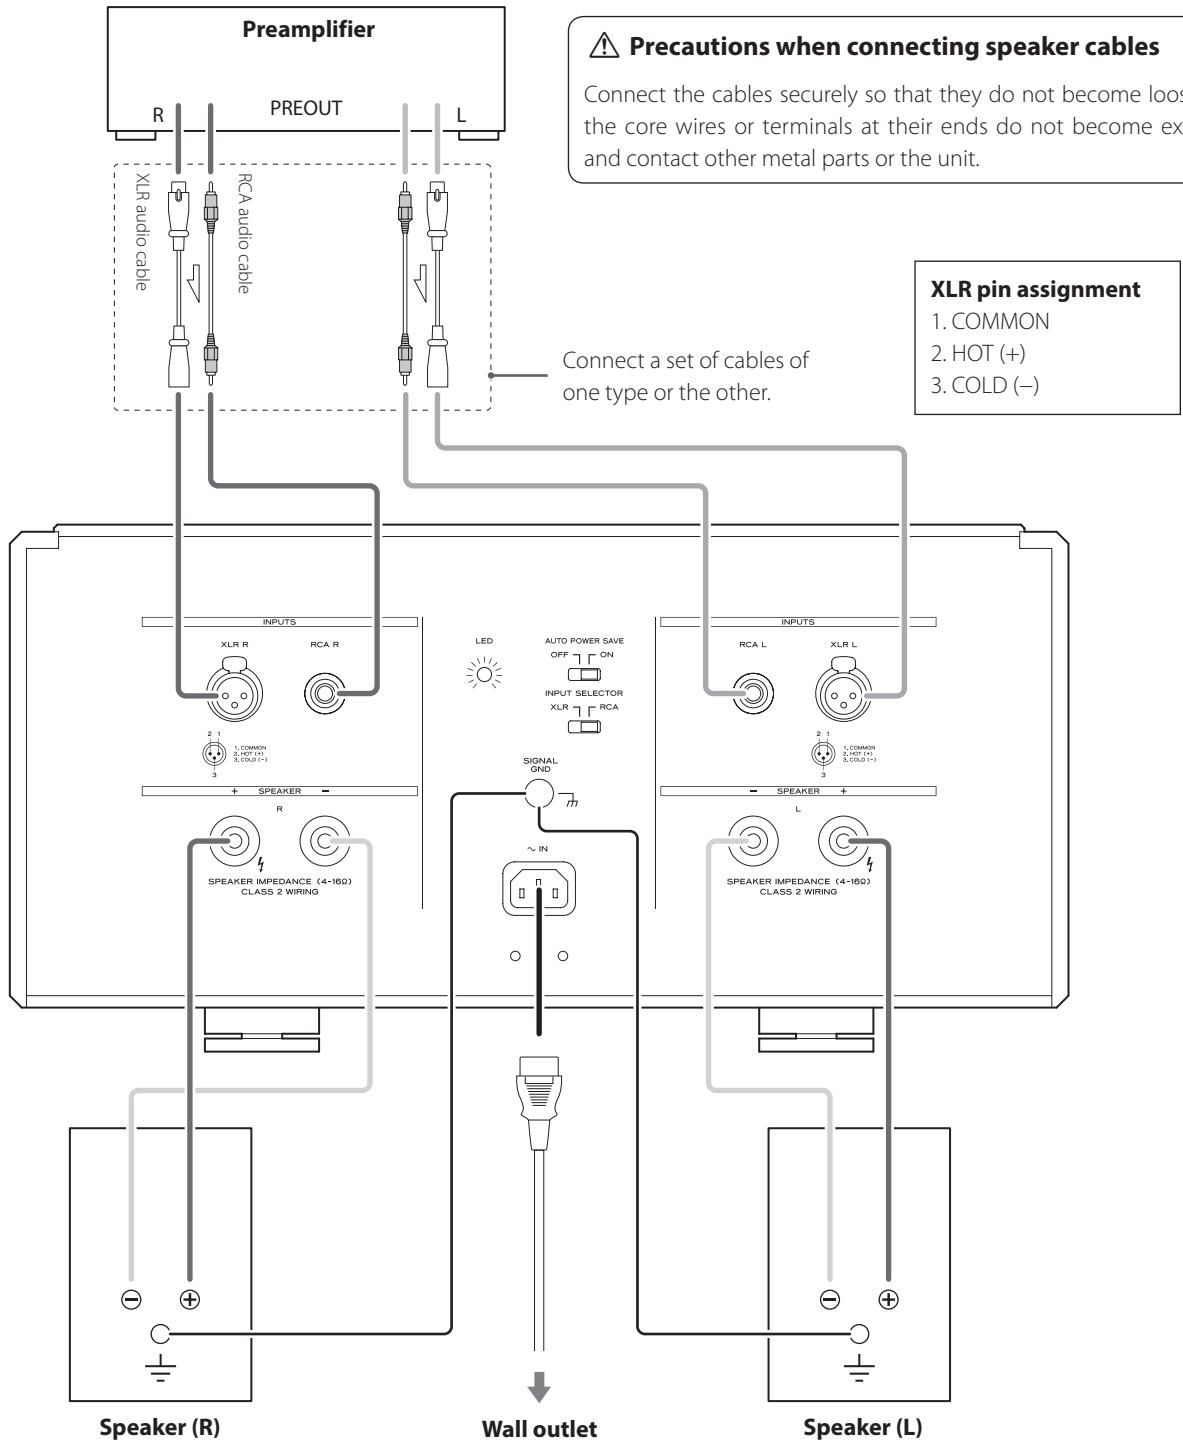 Preamplifier
R
PREOUT
L
XLR audio cable
RCA audio cable
Precautions when connecting speaker cables
Connect the cables securely so that they do not become
the core wires or terminals at their ends do not become
and contact other metal parts or the unit.
XLR pin assignment
1. COMMON
2. HOT (+)
3. COLD (−)
Connect a set of cables of
one type or the other.
INPUTS
XLR R
RCA R
2 1
3
1. COMMON
2. HOT (+)
3. COLD (−)
+ SPEAKER −
R
SPEAKER IMPEDANCE (4-16Ω)
CLASS 2 WIRING
LED
AUTO POWER SAVE
OFF
ON
INPUT SELECTOR
XLR
RCA
SIGNAL
GND
~ IN
INPUTS
RCA L
XLR L
2 1
3
1. COMMON
2. HOT (+)
3. COLD (−)
− SPEAKER +
L
SPEAKER IMPEDANCE (4-16Ω)
CLASS 2 WIRING
− +
− +
Speaker (R)
Wall outlet
Speaker (L)